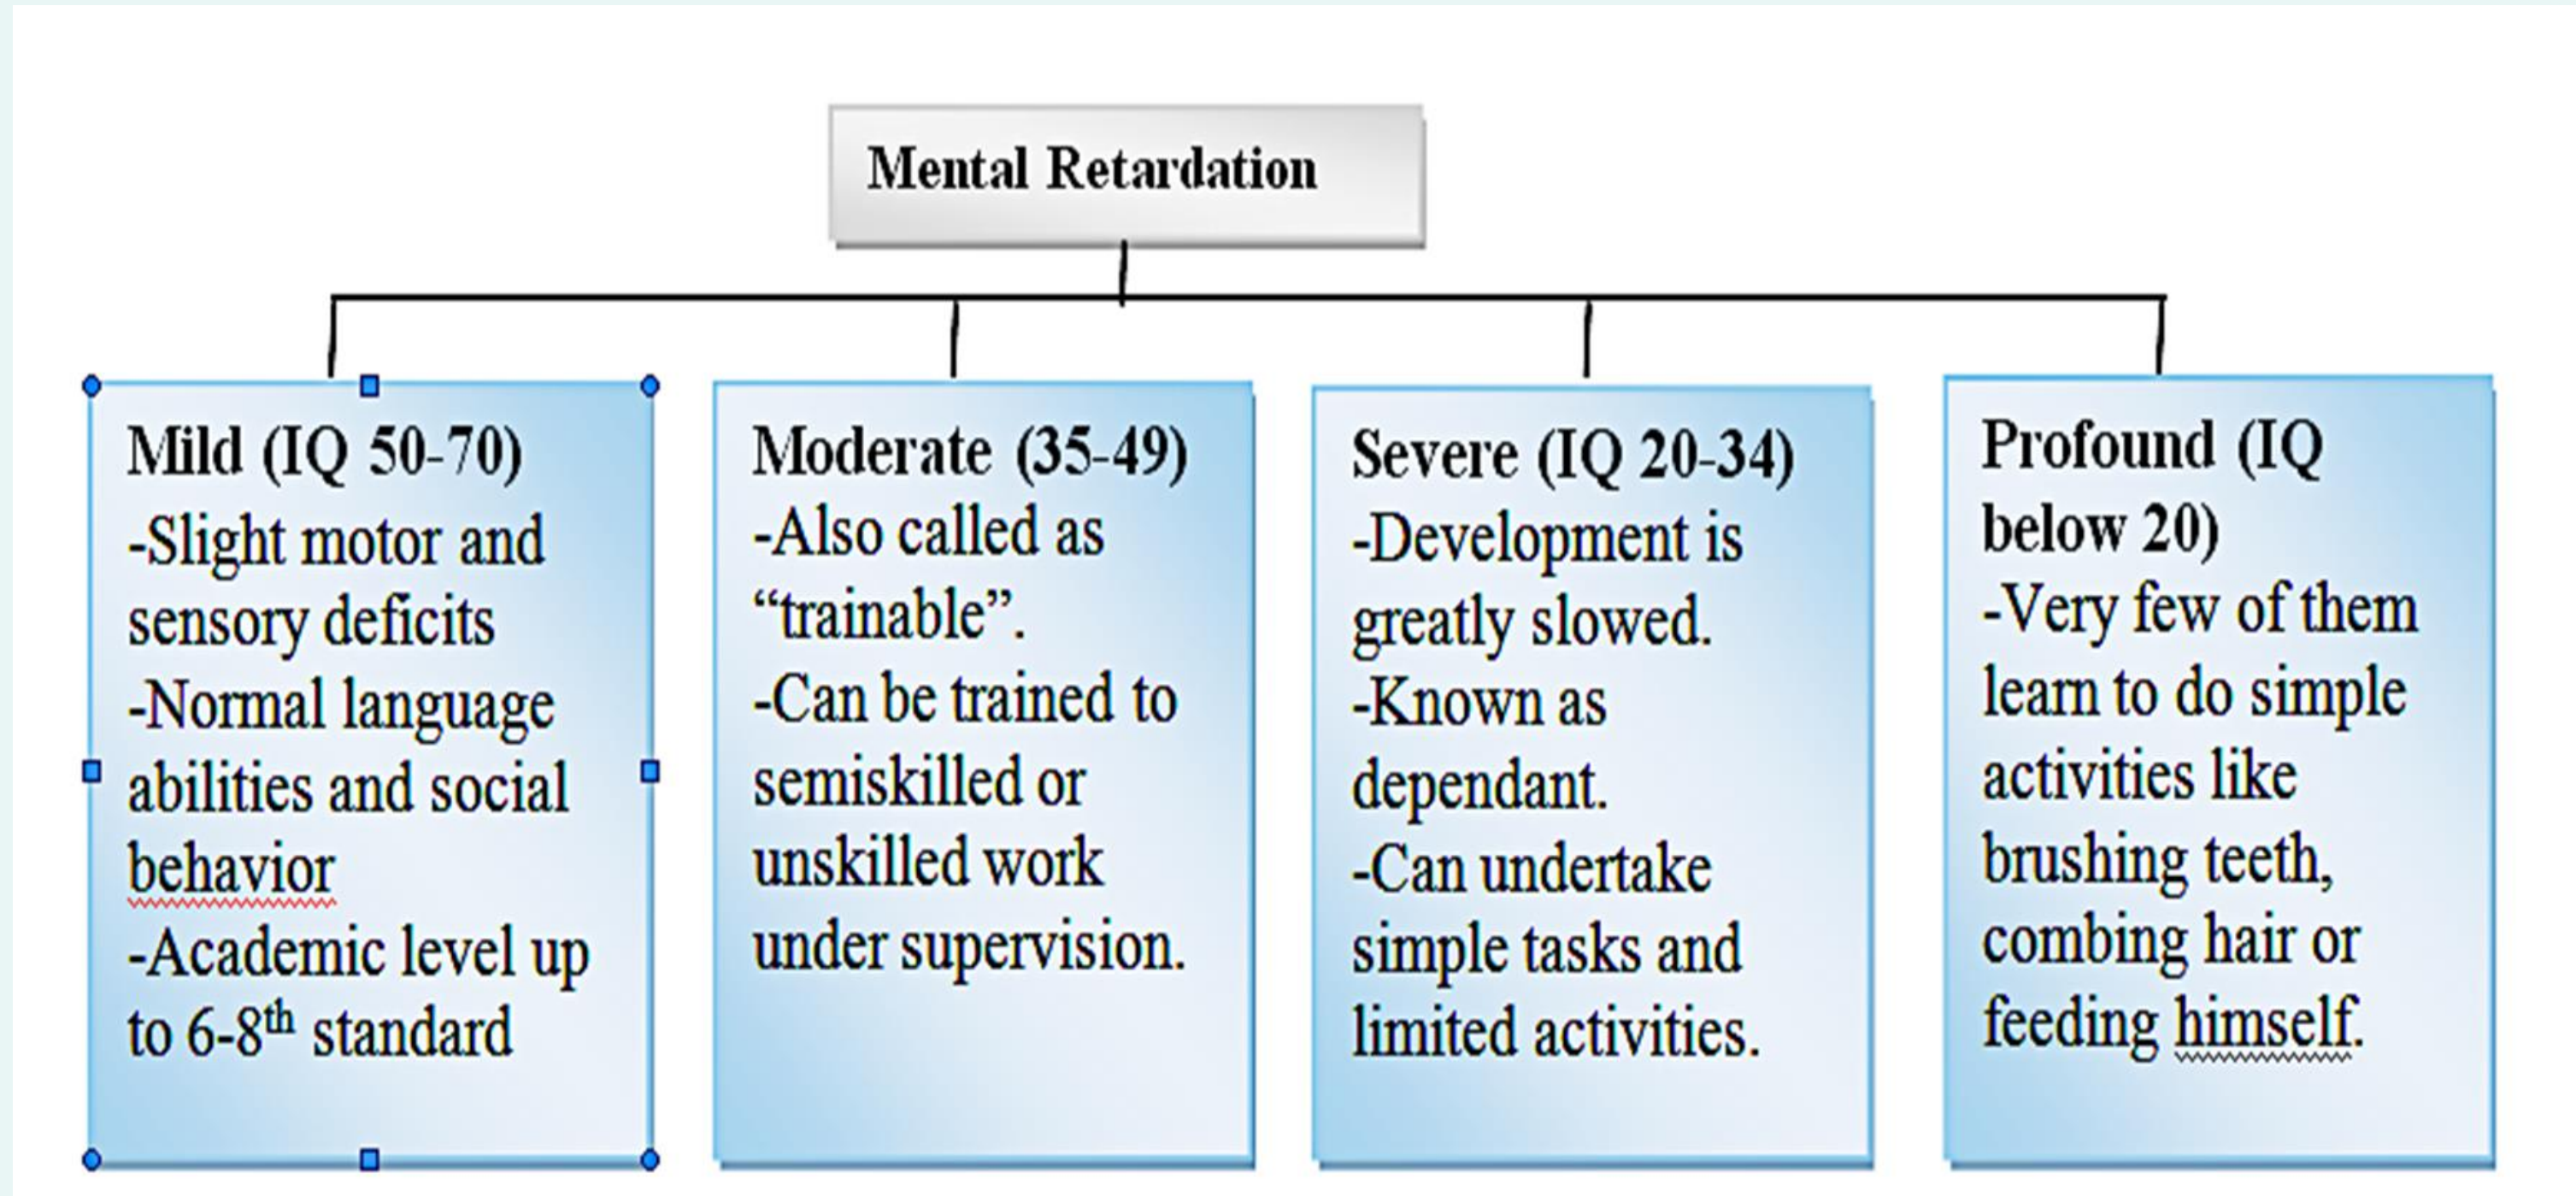 Mental Retardation
Mild (IQ 50-70)
-Slight motor and
sensory deficits
-Normal language
abilities and social
behavior
-Academic level up
to 6-8th standard
Moderate (35-49)
-Also called as
“trainable”.
-Can be trained to
semiskilled or
unskilled work
under supervision.
Severe (IQ 20-34)
-Development is
greatly slowed.
-Known as
dependant.
-Can undertake
simple tasks and
limited activities.
Profound (IQ
below 20)
-Very few of them
learn to do simple
activities like
brushing teeth,
combing hair or
feeding himself.